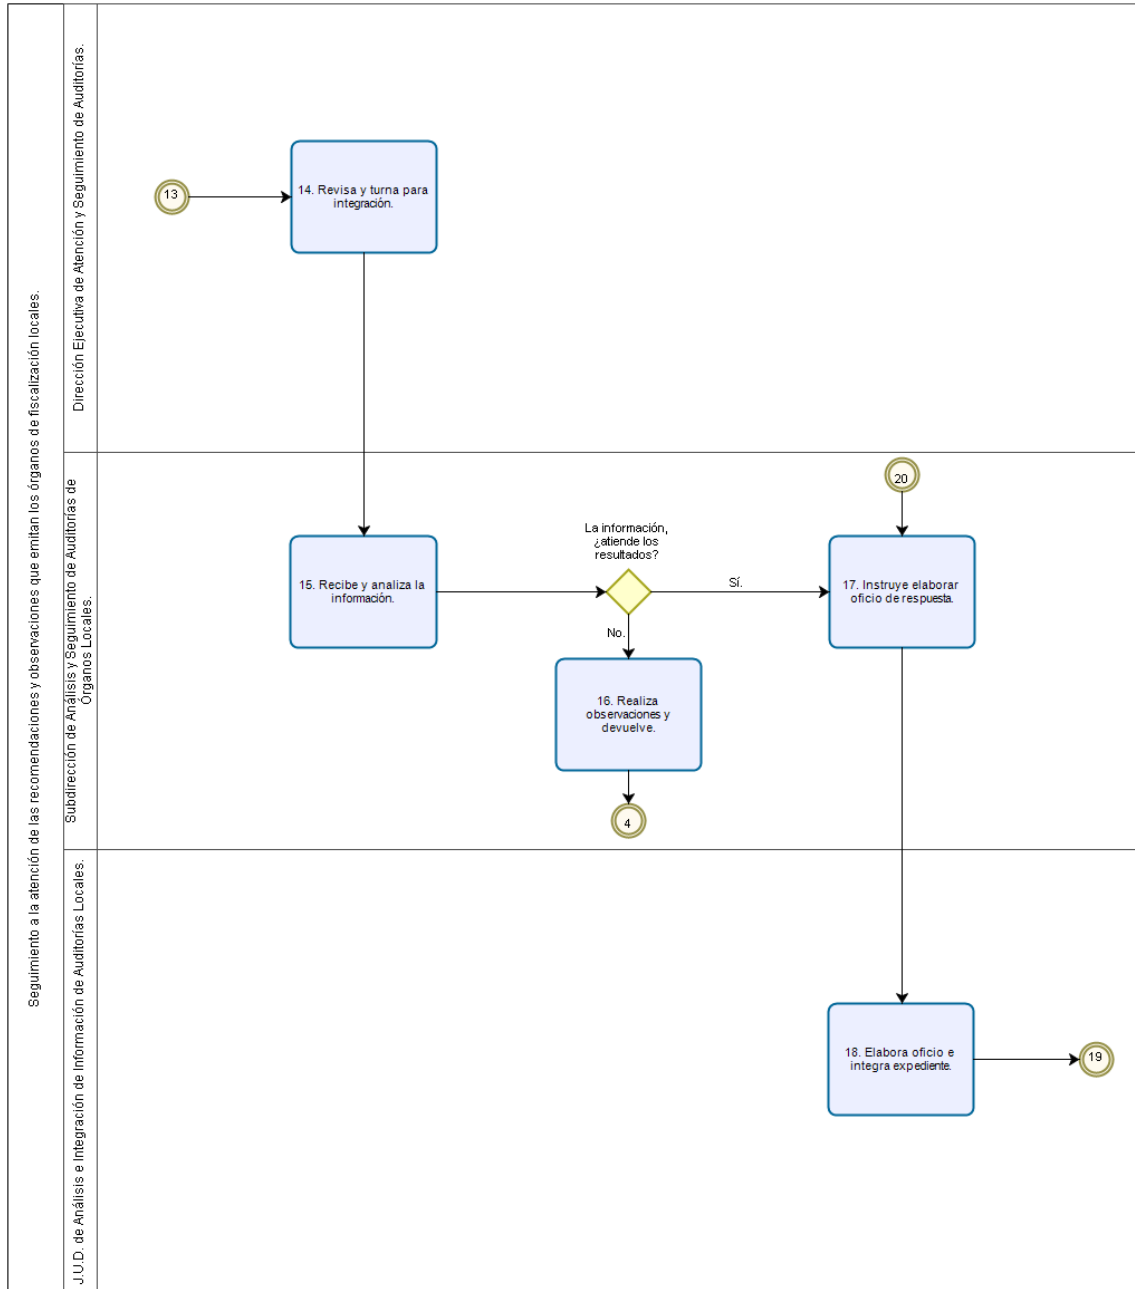 Seguimiento a la atención de las recomendaciones y observaciones que emitan los órganos de fiscalización locales.
Dirección Ejecutiva de Atención y Seguimiento de Auditorías.
13
14. Revisa y turna para
integración.
Subdirección de Análisis y Seguimiento de Auditorías de
Órganos Locales.
20
La información,
¿atiende los
resultados?
15. Recibe y analiza la
información.
Sí.
17. Instruye elaborar
oficio de respuesta.
No.
16. Realiza
observaciones y
devuelve.
4
J.U.D. de Análisis e Integración de Información de Auditorías Locales.
18. Elabora oficio e
integra expediente.
19